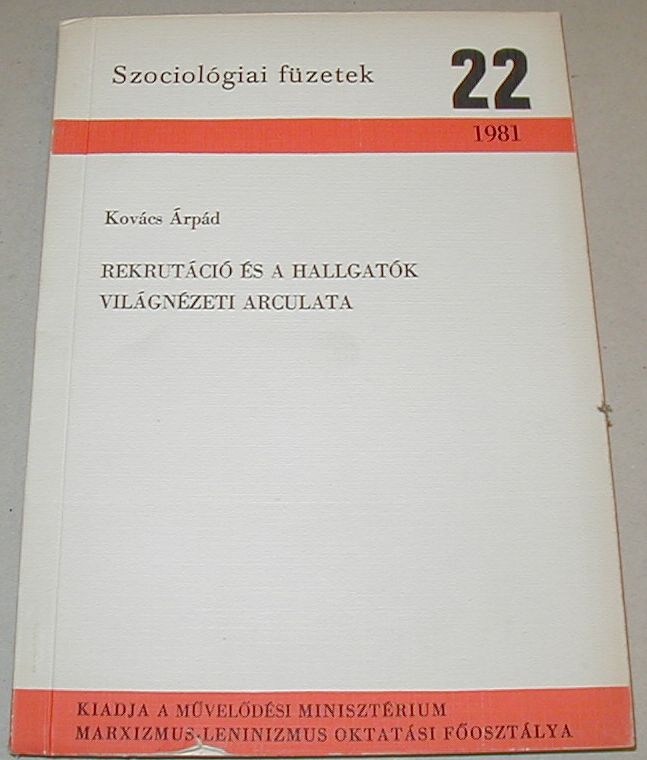 Szociológiai füzetek
22
1981
Kovács Árpád
REKRUTÁCIÓ ÉS A HALLGATÓK
VILÁGNÉZETI ARCULATA
KIADJA A MŰVELŐDÉSI MINISZTÉRIUM
MARXIZMUS-LENINIZMUS OKTATÁSI FŐOSZTÁLYA